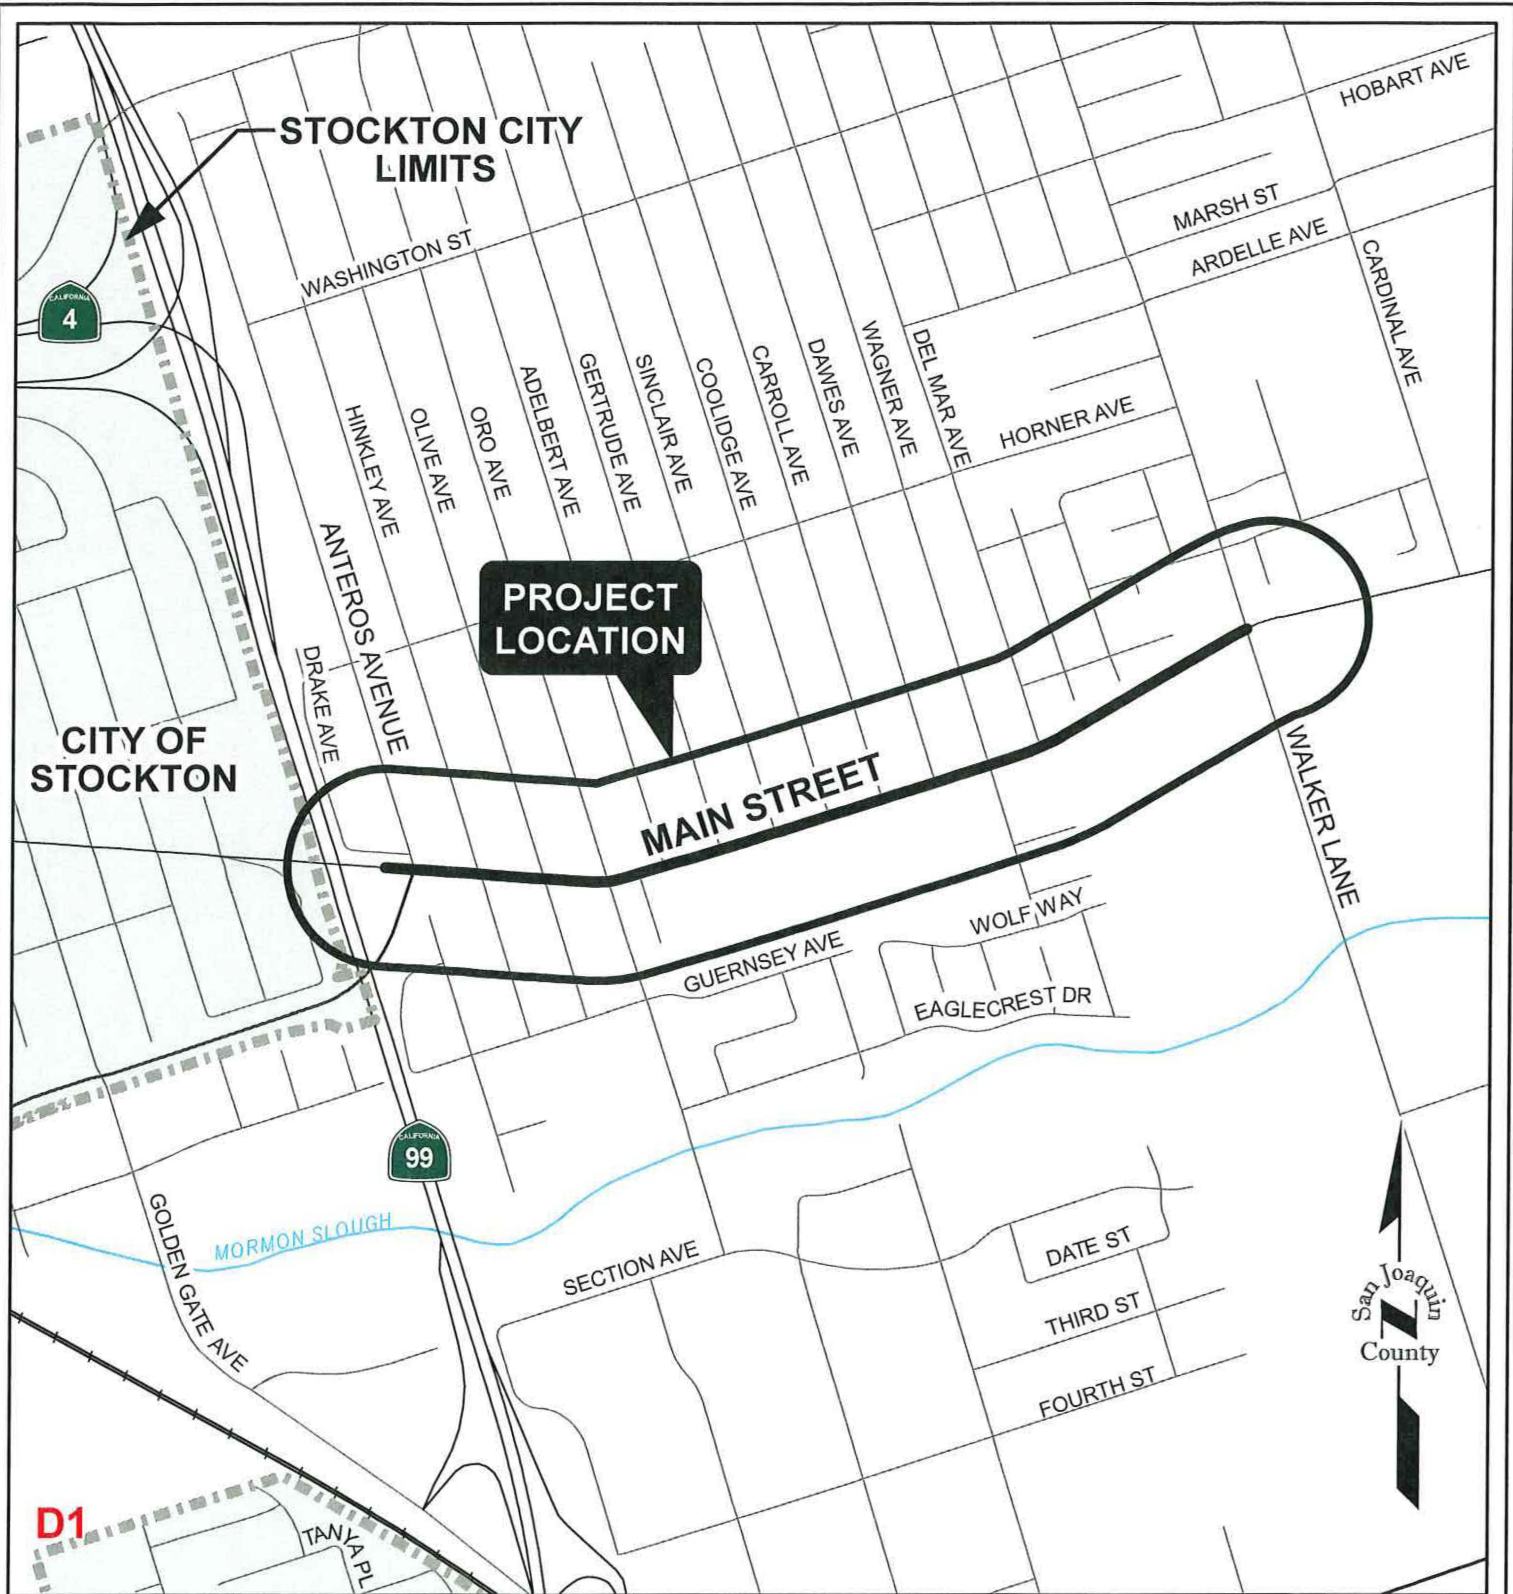 HOBART AVE
STOCKTON CITY
LIMITS
MARSH ST
ARDELLE AVE
WASHINGTON ST
CARDINAL AVE
CALIFORNIA
4
HINKLEY AVE
OLIVE AVE
ORO AVE
ADELBERT AVE
GERTRUDE AVE
SINCLAIR AVE
COOLIDGE AVE
CARROLL AVE
DAWES AVE
WAGNER AVE
DEL MAR AVE
HORNER AVE
ANTEROS AVENUE
PROJECT
LOCATION
DRAKE AVE
CITY OF
STOCKTON
MAIN STREET
WALKER LANE
WOLF WAY
GUERNSEY AVE
EAGLECREST DR
CALIFORNIA
99
GOLDEN GATE AVE
MORMON SLOUGH
SECTION AVE
DATE ST
THIRD ST
FOURTH ST
San Joaquin
N
County
D1
TANYA PL